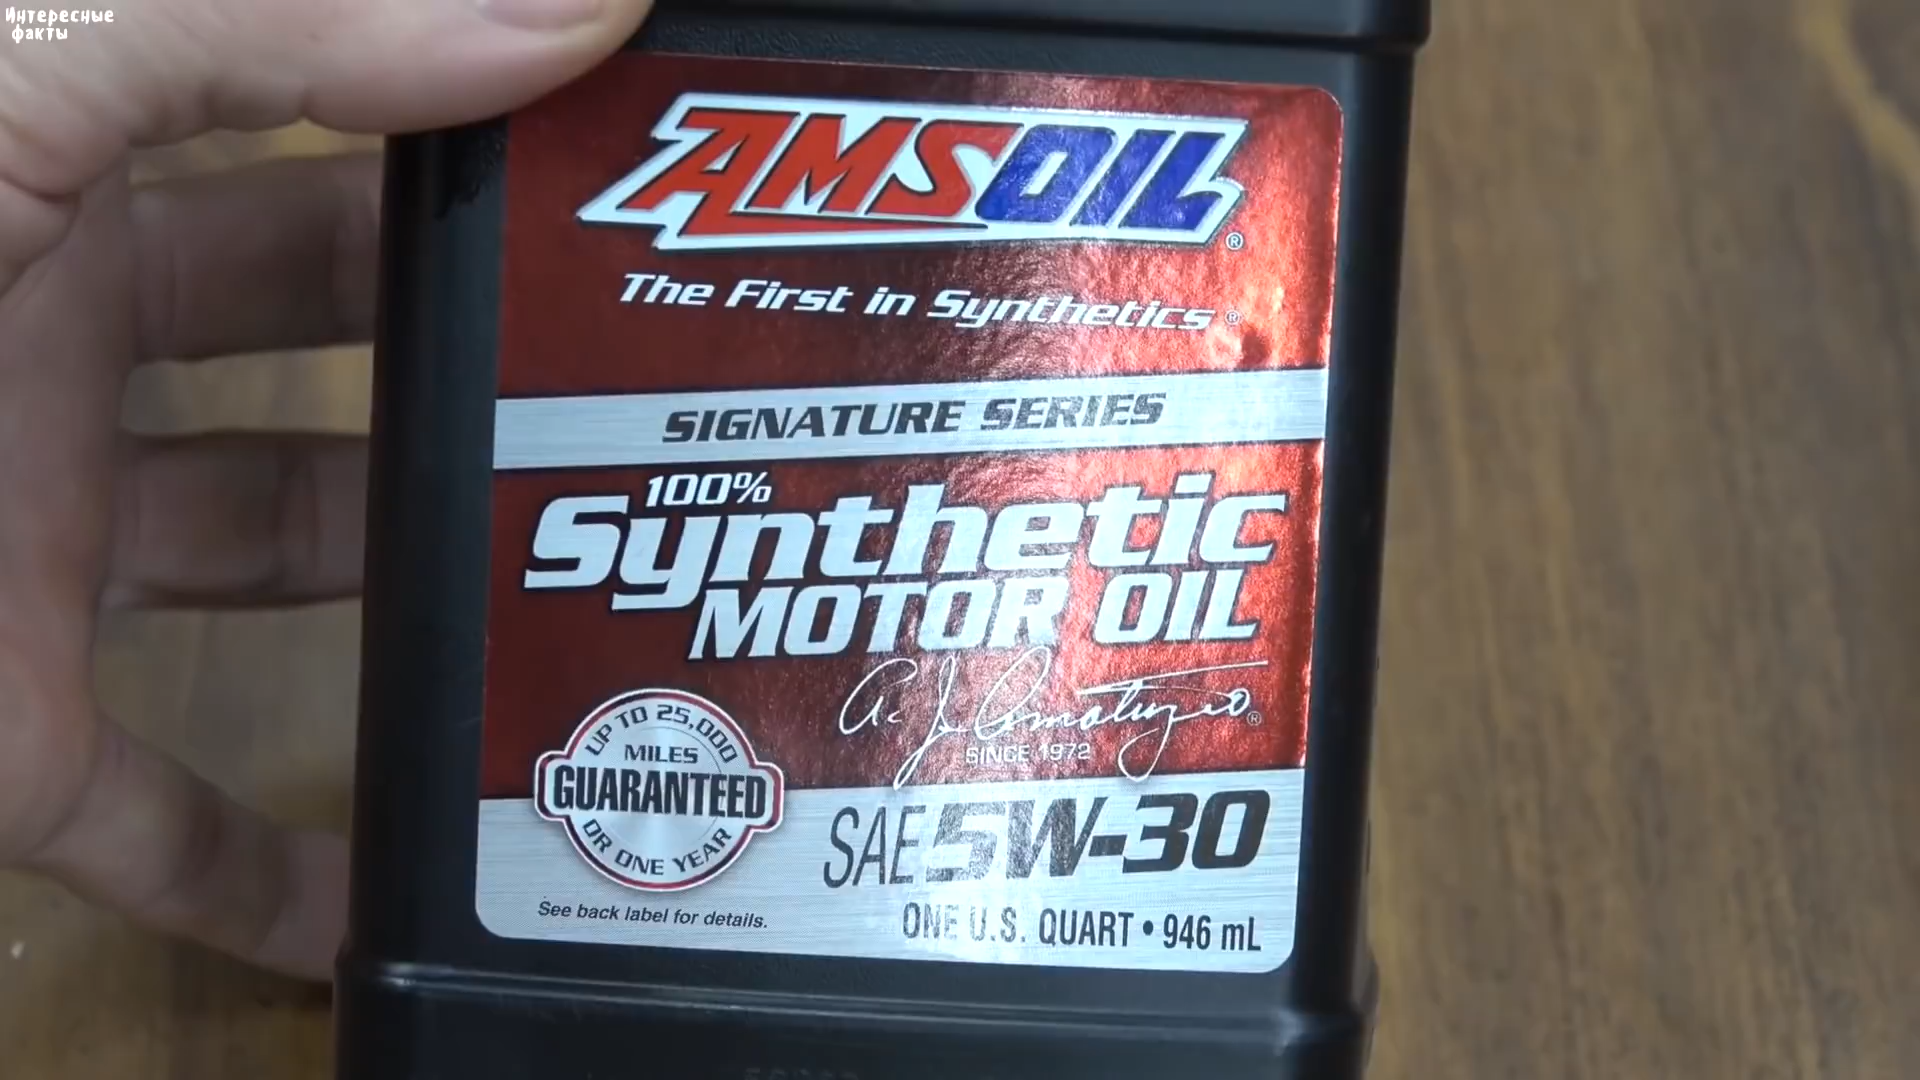 Интересные
факты
AMSOIL®
The First in Synthetics®
SIGNATURE SERIES
100%
Synthetic
MOTOR OIL
A. J. Amatuzio®
SINCE 1972
UP TO 25,000
MILES
GUARANTEED
OR ONE YEAR
See back label for details.
SAE 5W-30
ONE U.S. QUART • 946 mL